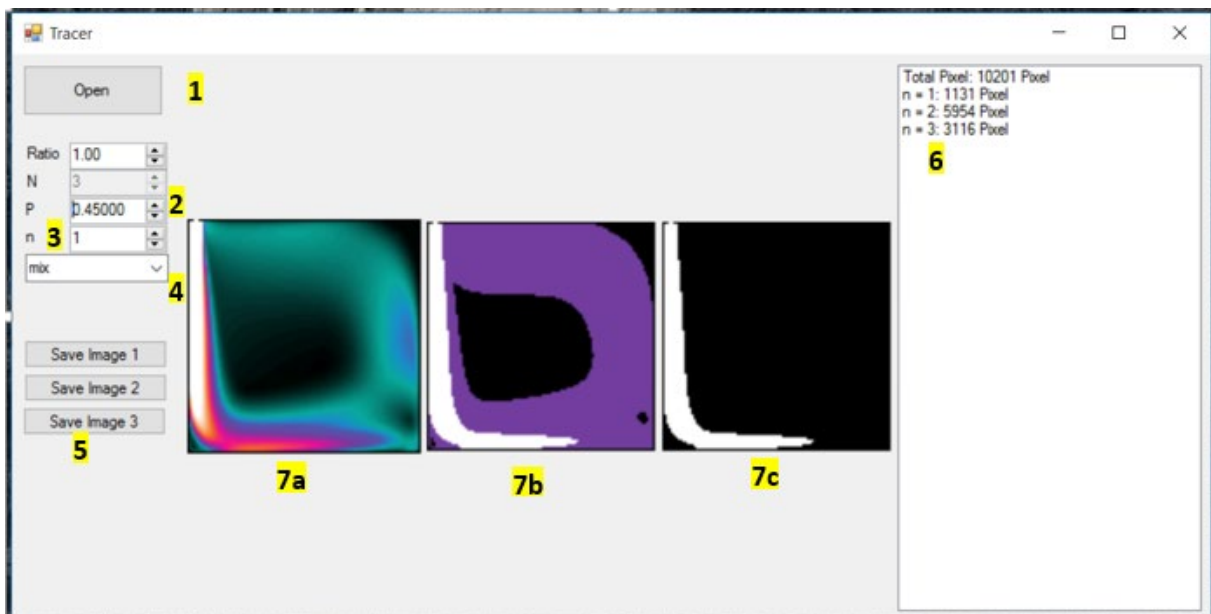 Tracer
Open
1
Ratio 1.00
N 3
P 0.45000
2
n 1
3
mix
4
Save Image 1
Save Image 2
Save Image 3
5
7a
7b
7c
Total Pixel: 10201 Pixel
n = 1: 1131 Pixel
n = 2: 5954 Pixel
n = 3: 3116 Pixel
6